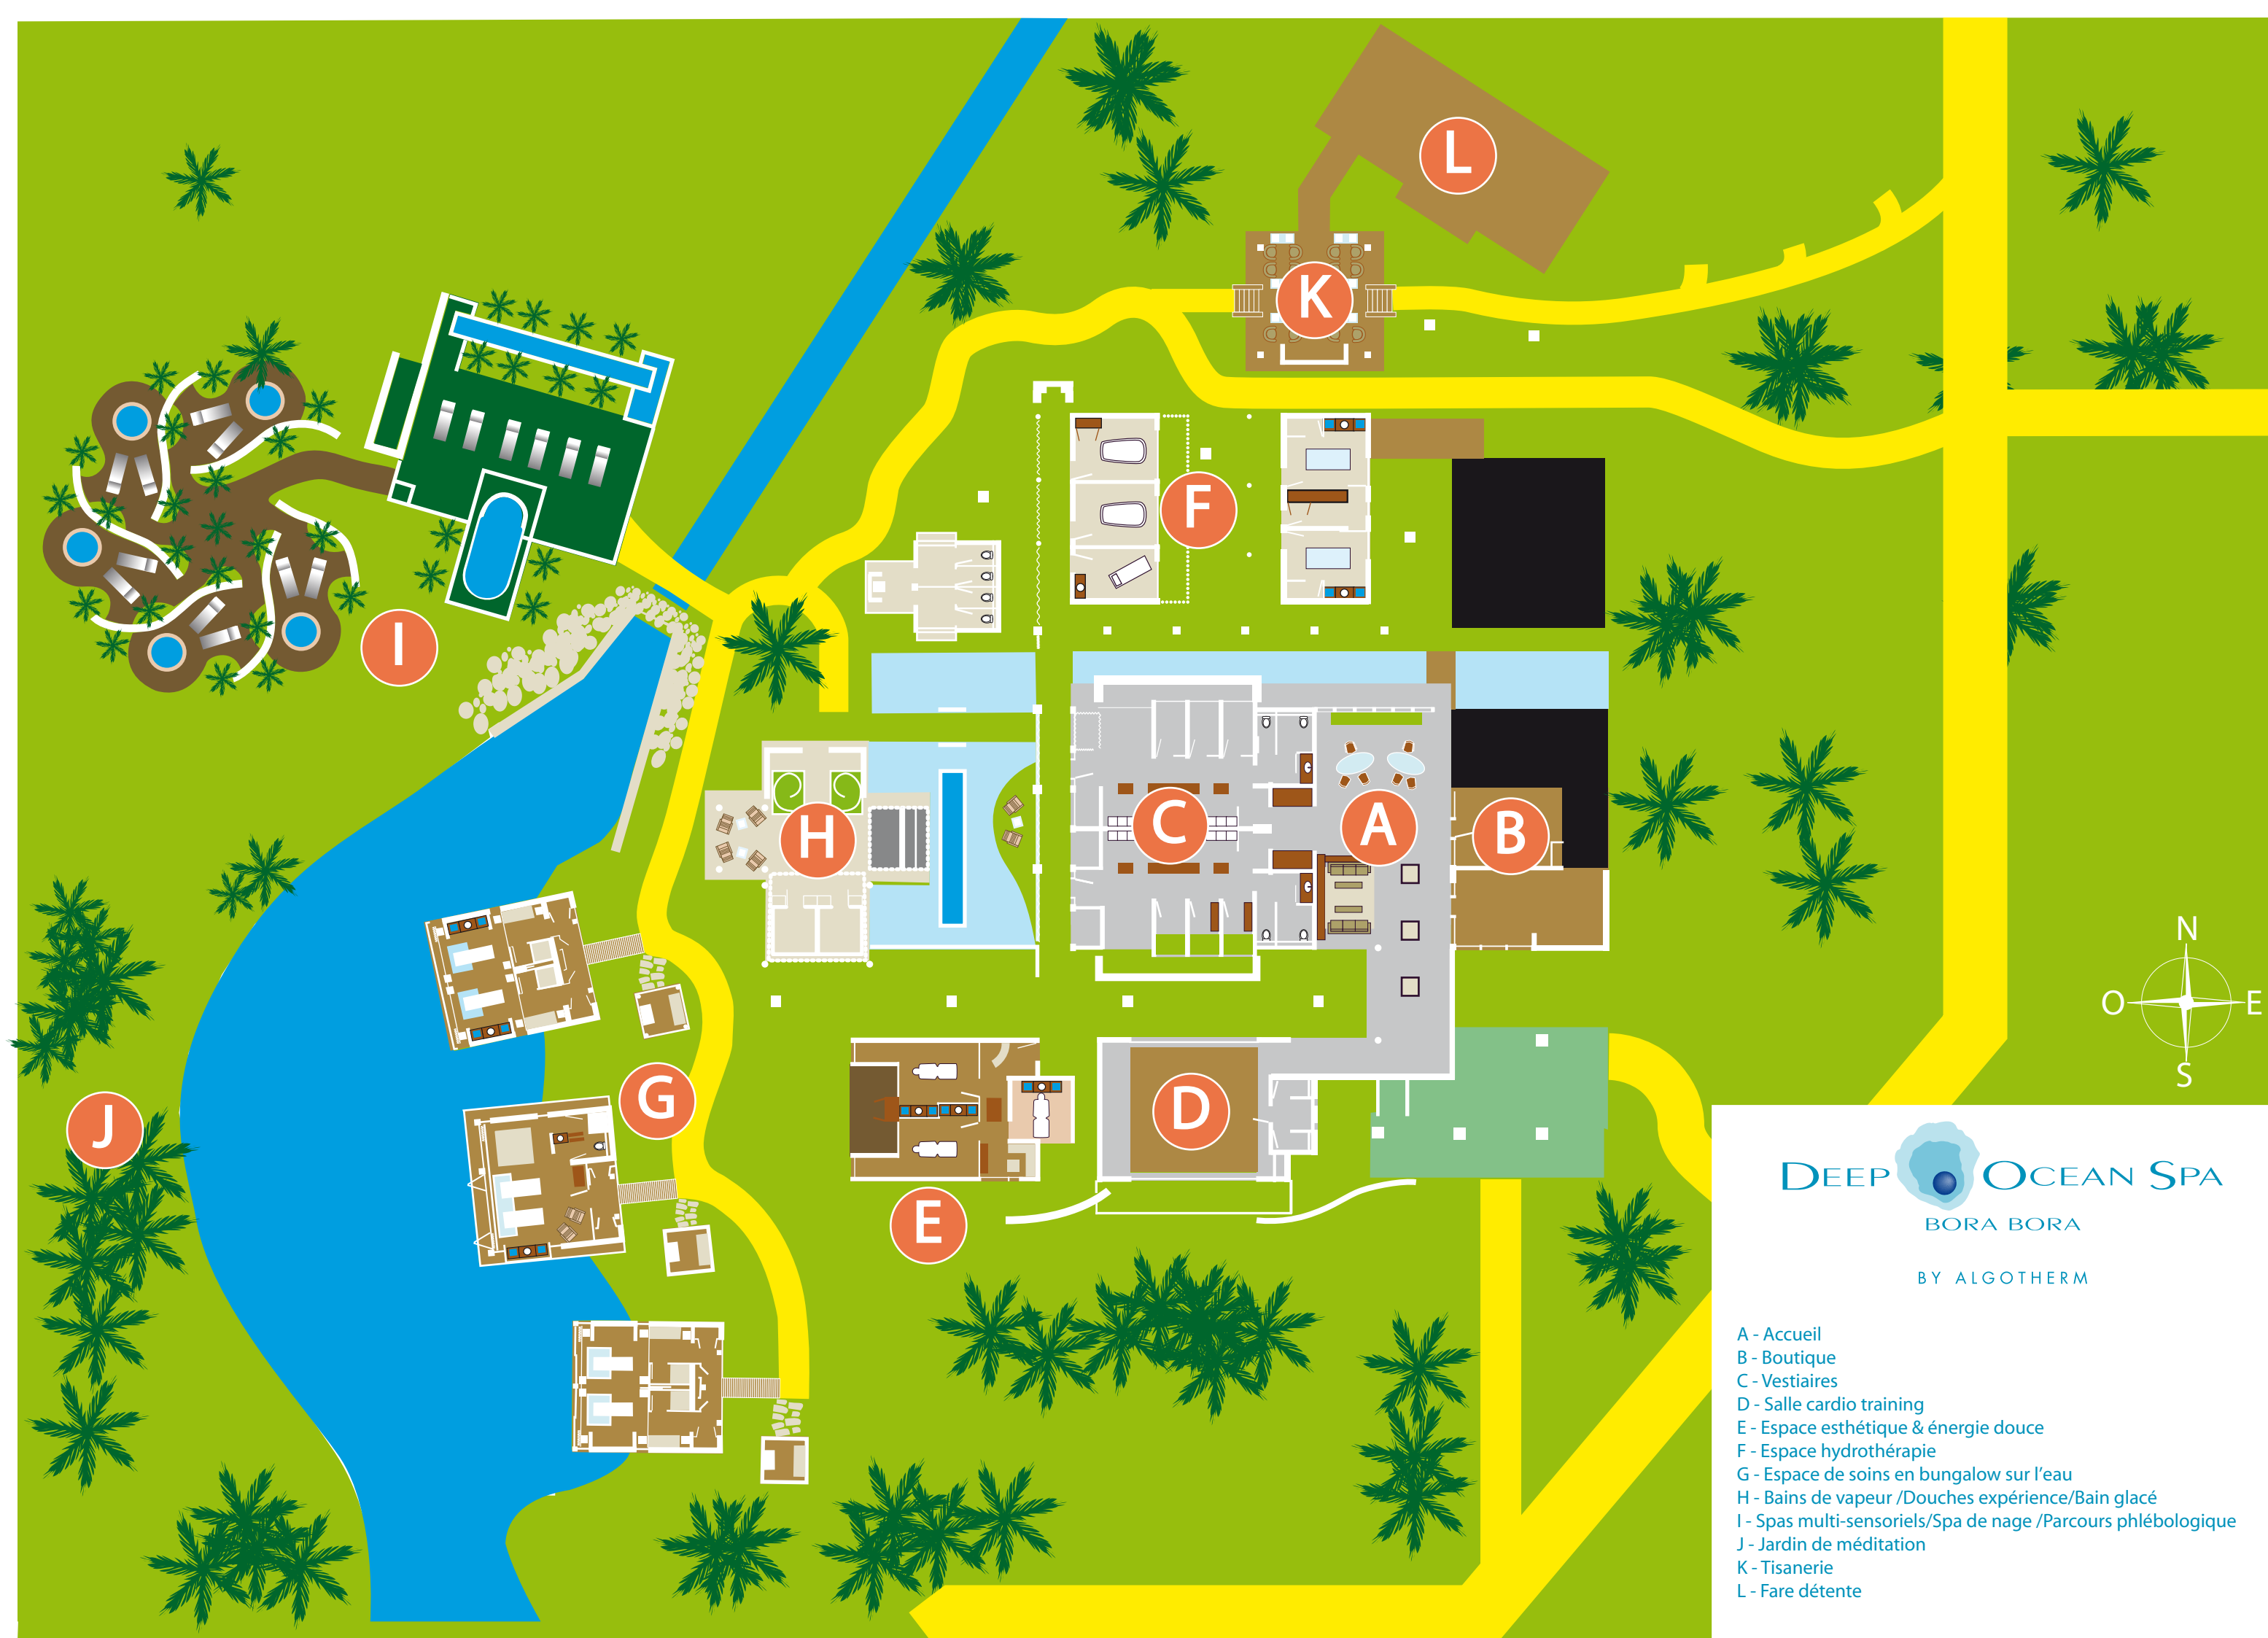 L
K
F
I
C
A
B
H
N
O
E
S
G
D
J
E
DEEP OCEAN SPA
BORA BORA
BY ALGOTHERM
A - Accueil
B - Boutique
C - Vestiaires
D - Salle cardio training
E - Espace esthétique & énergie douce
F - Espace hydrothérapie
G - Espace de soins en bungalow sur l'eau
H - Bains de vapeur /Douches expérience/Bain glacé
I - Spas multi-sensoriels/Spa de nage /Parcours phlébologique
J - Jardin de méditation
K - Tisanerie
L - Fare détente